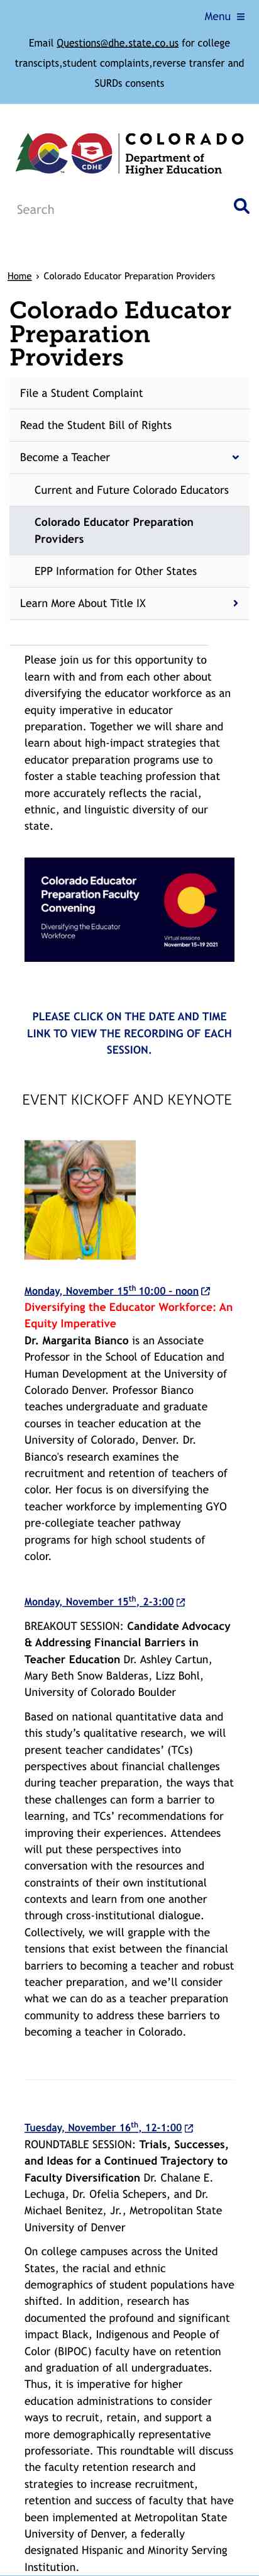 Menu
Email Questions@dhe.state.co.us for college
transcipts,student complaints,reverse transfer and
SURDs consents
COLORADO
Department of
Higher Education
CO
CDHE
Search
Home › Colorado Educator Preparation Providers
Colorado Educator
Preparation
Providers
File a Student Complaint
Read the Student Bill of Rights
Become a Teacher
Current and Future Colorado Educators
Colorado Educator Preparation
Providers
EPP Information for Other States
Learn More About Title IX
Please join us for this opportunity to
learn with and from each other about
diversifying the educator workforce as an
equity imperative in educator
preparation. Together we will share and
learn about high-impact strategies that
educator preparation programs use to
foster a stable teaching profession that
more accurately reflects the racial,
ethnic, and linguistic diversity of our
state.
Colorado Educator
Preparation Faculty
Convening
Diversifying the Educator
Workforce
Virtual sessions
November 15-19 2021
PLEASE CLICK ON THE DATE AND TIME
LINK TO VIEW THE RECORDING OF EACH
SESSION.
EVENT KICKOFF AND KEYNOTE
Monday, November 15th 10:00 - noon
Diversifying the Educator Workforce: An
Equity Imperative
Dr. Margarita Bianco is an Associate
Professor in the School of Education and
Human Development at the University of
Colorado Denver. Professor Bianco
teaches undergraduate and graduate
courses in teacher education at the
University of Colorado, Denver. Dr.
Bianco's research examines the
recruitment and retention of teachers of
color. Her focus is on diversifying the
teacher workforce by implementing GYO
pre-collegiate teacher pathway
programs for high school students of
color.
Monday, November 15th, 2-3:00
BREAKOUT SESSION: Candidate Advocacy
& Addressing Financial Barriers in
Teacher Education Dr. Ashley Cartun,
Mary Beth Snow Balderas, Lizz Bohl,
University of Colorado Boulder
Based on national quantitative data and
this study’s qualitative research, we will
present teacher candidates’ (TCs)
perspectives about financial challenges
during teacher preparation, the ways that
these challenges can form a barrier to
learning, and TCs’ recommendations for
improving their experiences. Attendees
will put these perspectives into
conversation with the resources and
constraints of their own institutional
contexts and learn from one another
through cross-institutional dialogue.
Collectively, we will grapple with the
tensions that exist between the financial
barriers to becoming a teacher and robust
teacher preparation, and we’ll consider
what we can do as a teacher preparation
community to address these barriers to
becoming a teacher in Colorado.
Tuesday, November 16th, 12-1:00
ROUNDTABLE SESSION: Trials, Successes,
and Ideas for a Continued Trajectory to
Faculty Diversification Dr. Chalane E.
Lechuga, Dr. Ofelia Schepers, and Dr.
Michael Benitez, Jr., Metropolitan State
University of Denver
On college campuses across the United
States, the racial and ethnic
demographics of student populations have
shifted. In addition, research has
documented the profound and significant
impact Black, Indigenous and People of
Color (BIPOC) faculty have on retention
and graduation of all undergraduates.
Thus, it is imperative for higher
education administrations to consider
ways to recruit, retain, and support a
more demographically representative
professoriate. This roundtable will discuss
the faculty retention research and
strategies to increase recruitment,
retention and success of faculty that have
been implemented at Metropolitan State
University of Denver, a federally
designated Hispanic and Minority Serving
Institution.